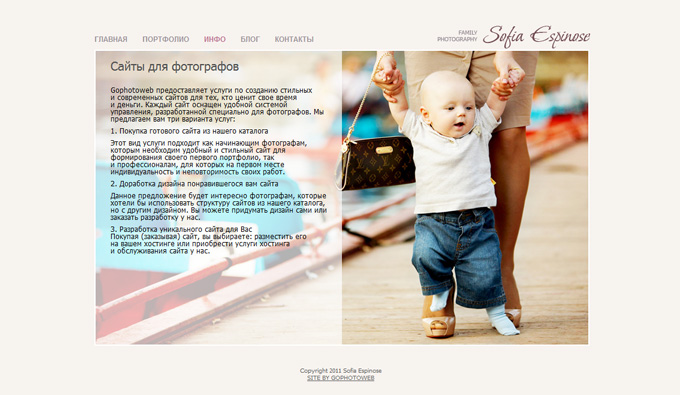 ГЛАВНАЯ ПОРТФОЛИО ИНФО БЛОГ КОНТАКТЫ
FAMILY
PHOTOGRAPHY
Sofia Espinose
Сайты для фотографов
Gophotoweb предоставляет услуги по созданию стильных
и современных сайтов для тех, кто ценит свое время
и деньги. Каждый сайт оснащен удобной системой
управления, разработанной специально для фотографов. Мы
предлагаем вам три варианта услуг:
1. Покупка готового сайта из нашего каталога
Этот вид услуги подходит как начинающим фотографам,
которым необходим удобный и стильный сайт для
формирования своего первого портфолио, так
и профессионалам, для которых на первом месте
индивидуальность и неповторимость своих работ.
2. Доработка дизайна понравившегося вам сайта
Данное предложение будет интересно фотографам, которые
хотели бы использовать структуру сайтов из нашего каталога,
но с другим дизайном. Вы можете придумать дизайн сами или
заказать разработку у нас.
3. Разработка уникального сайта для Вас
Покупая (заказывая) сайт, вы выбираете: разместить его
на вашем хостинге или приобрести услуги хостинга
и обслуживания сайта у нас.
Copyright 2011 Sofia Espinose
SITE BY GOPHOTOWEB